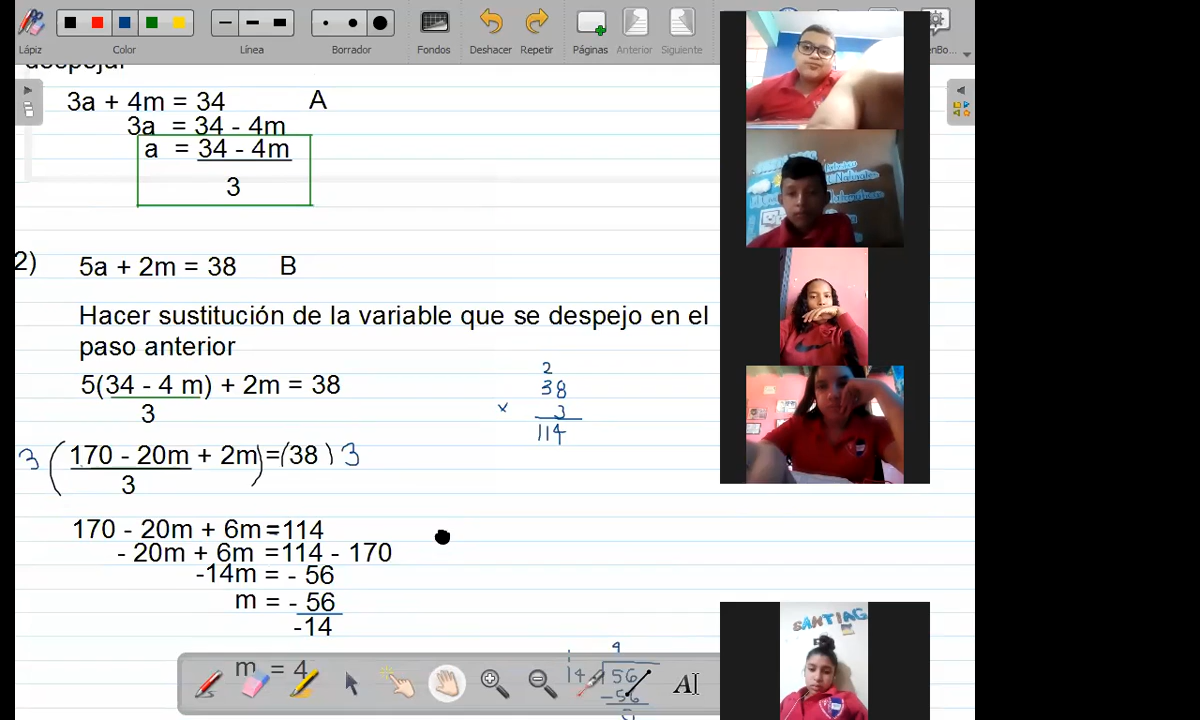 Lápiz Color Línea Borrador Fondos Deshacer Repetir Páginas Anterior Siguiente
despejar
3a + 4m = 34 A
3a = 34 - 4m
a = 34 - 4m
3
2) 5a + 2m = 38 B
Hacer sustitución de la variable que se despejo en el
paso anterior
5(34 - 4 m) + 2m = 38
3
2
38
x 3
114
3 (170 - 20m + 2m) = (38) 3
3
170 - 20m + 6m = 114
- 20m + 6m = 114 - 170
-14m = - 56
m = - 56
-14
m = 4
4
14 56
- 56
SANTIAG